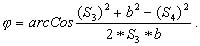 φ = arcCos (S₃)² + b² − (S₄)² / 2 * S₃ * b .